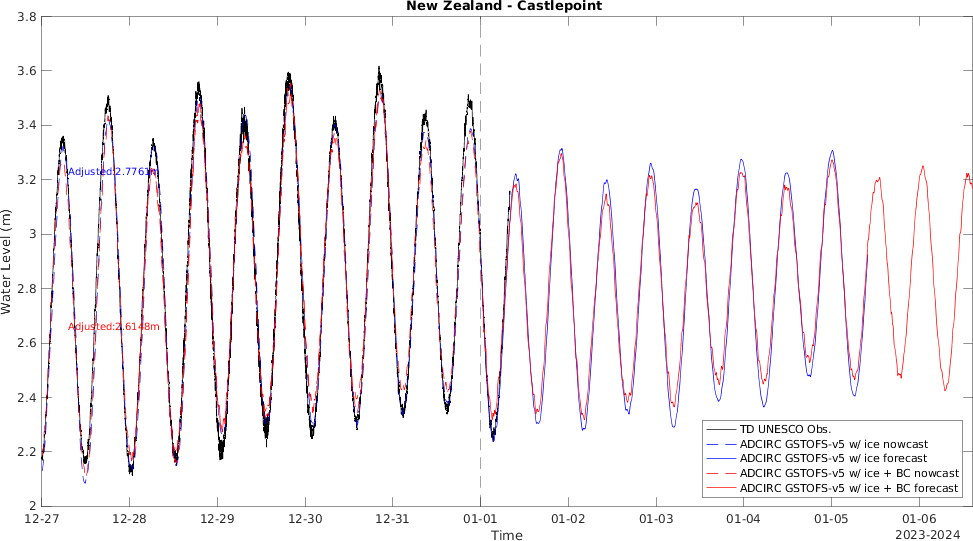 New Zealand - Castlepoint
3.8
3.6
3.4
3.2
3
2.8
2.6
2.4
2.2
2
Water Level (m)
Adjusted:2.7761m
Adjusted:2.6148m
TD UNESCO Obs.
ADCIRC GSTOFS-v5 w/ ice nowcast
ADCIRC GSTOFS-v5 w/ ice forecast
ADCIRC GSTOFS-v5 w/ ice + BC nowcast
ADCIRC GSTOFS-v5 w/ ice + BC forecast
12-27 12-28 12-29 12-30 12-31 01-01 01-02 01-03 01-04 01-05 01-06
Time
2023-2024